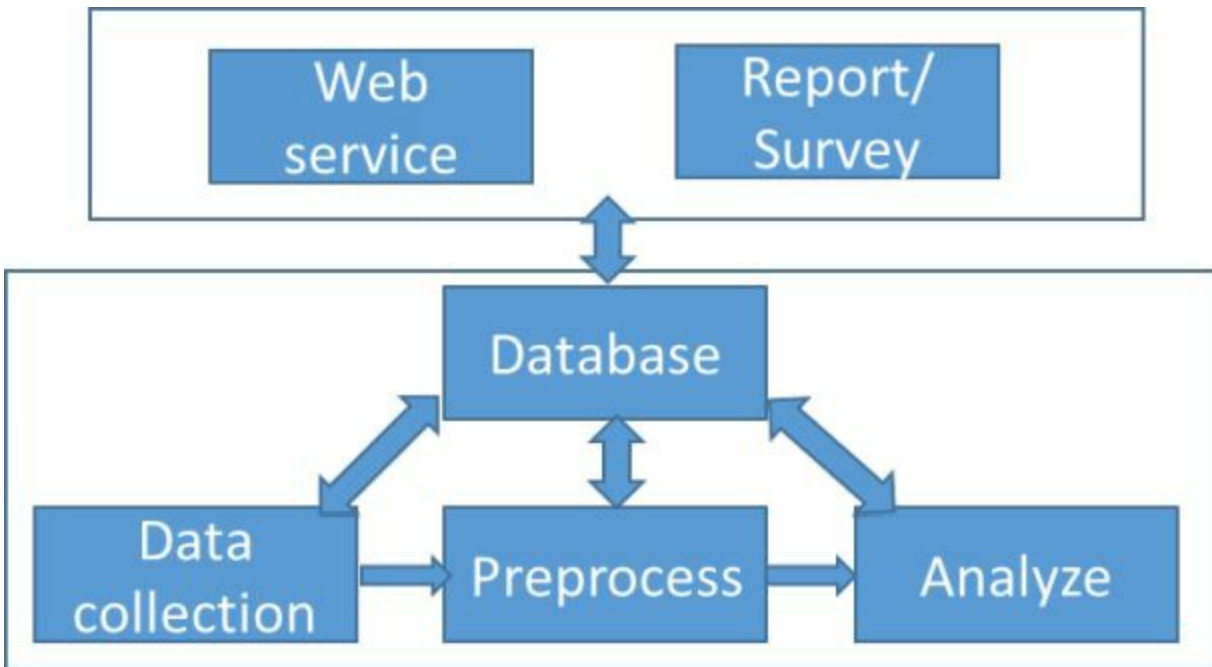 Web
service
Report/
Survey
Database
Data
collection
Preprocess
Analyze